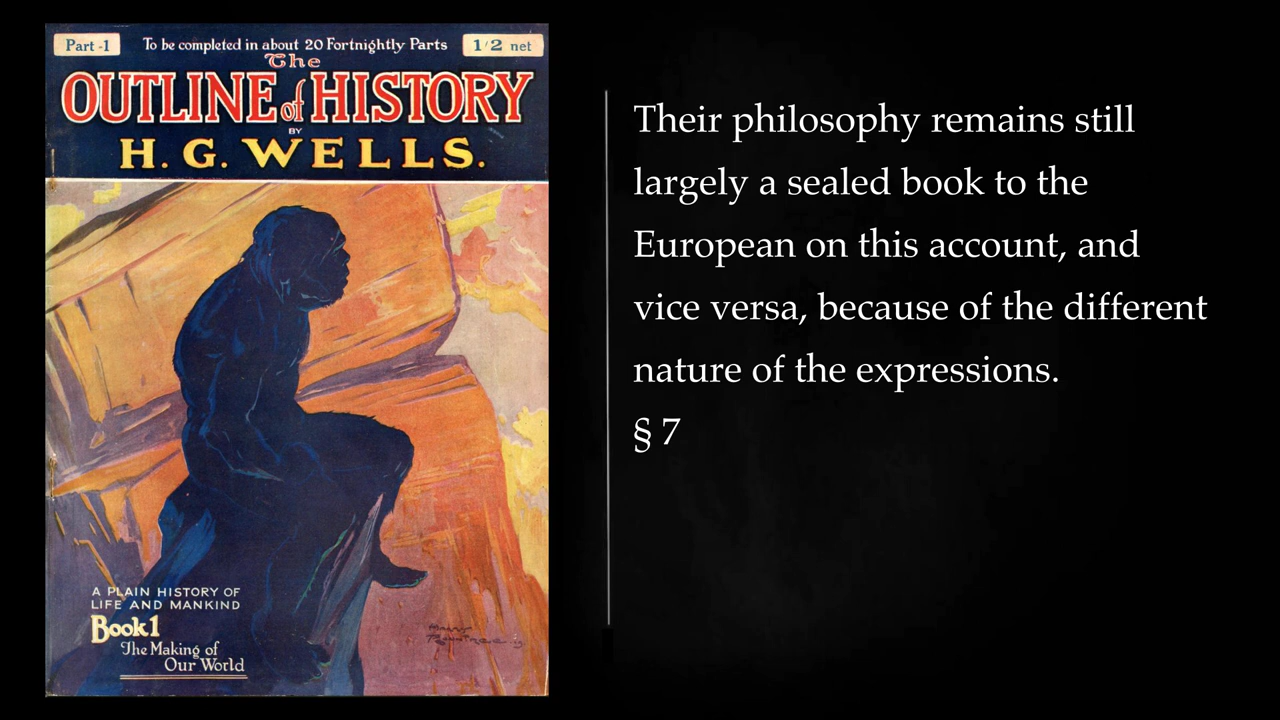 Part -1
To be completed in about 20 Fortnightly Parts
1/2 net
The
OUTLINE of HISTORY
BY
H. G. WELLS.
A PLAIN HISTORY OF
LIFE AND MANKIND
Book 1
The Making of
Our World
Their philosophy remains still
largely a sealed book to the
European on this account, and
vice versa, because of the different
nature of the expressions.
§ 7